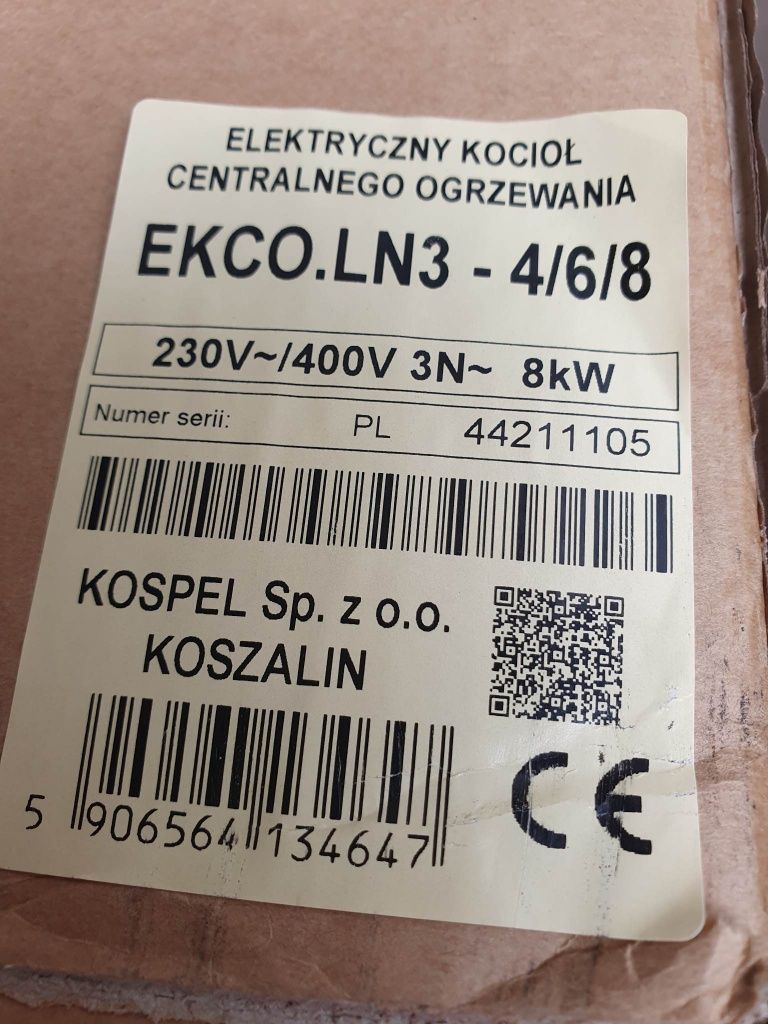 ELEKTRYCZNY KOCIOŁ
CENTRALNEGO OGRZEWANIA
EKCO.LN3 - 4/6/8
230V~/400V 3N~ 8kW
Numer serii: PL 44211105
KOSPEL Sp. z o.o.
KOSZALIN
5 906564 134647
CE